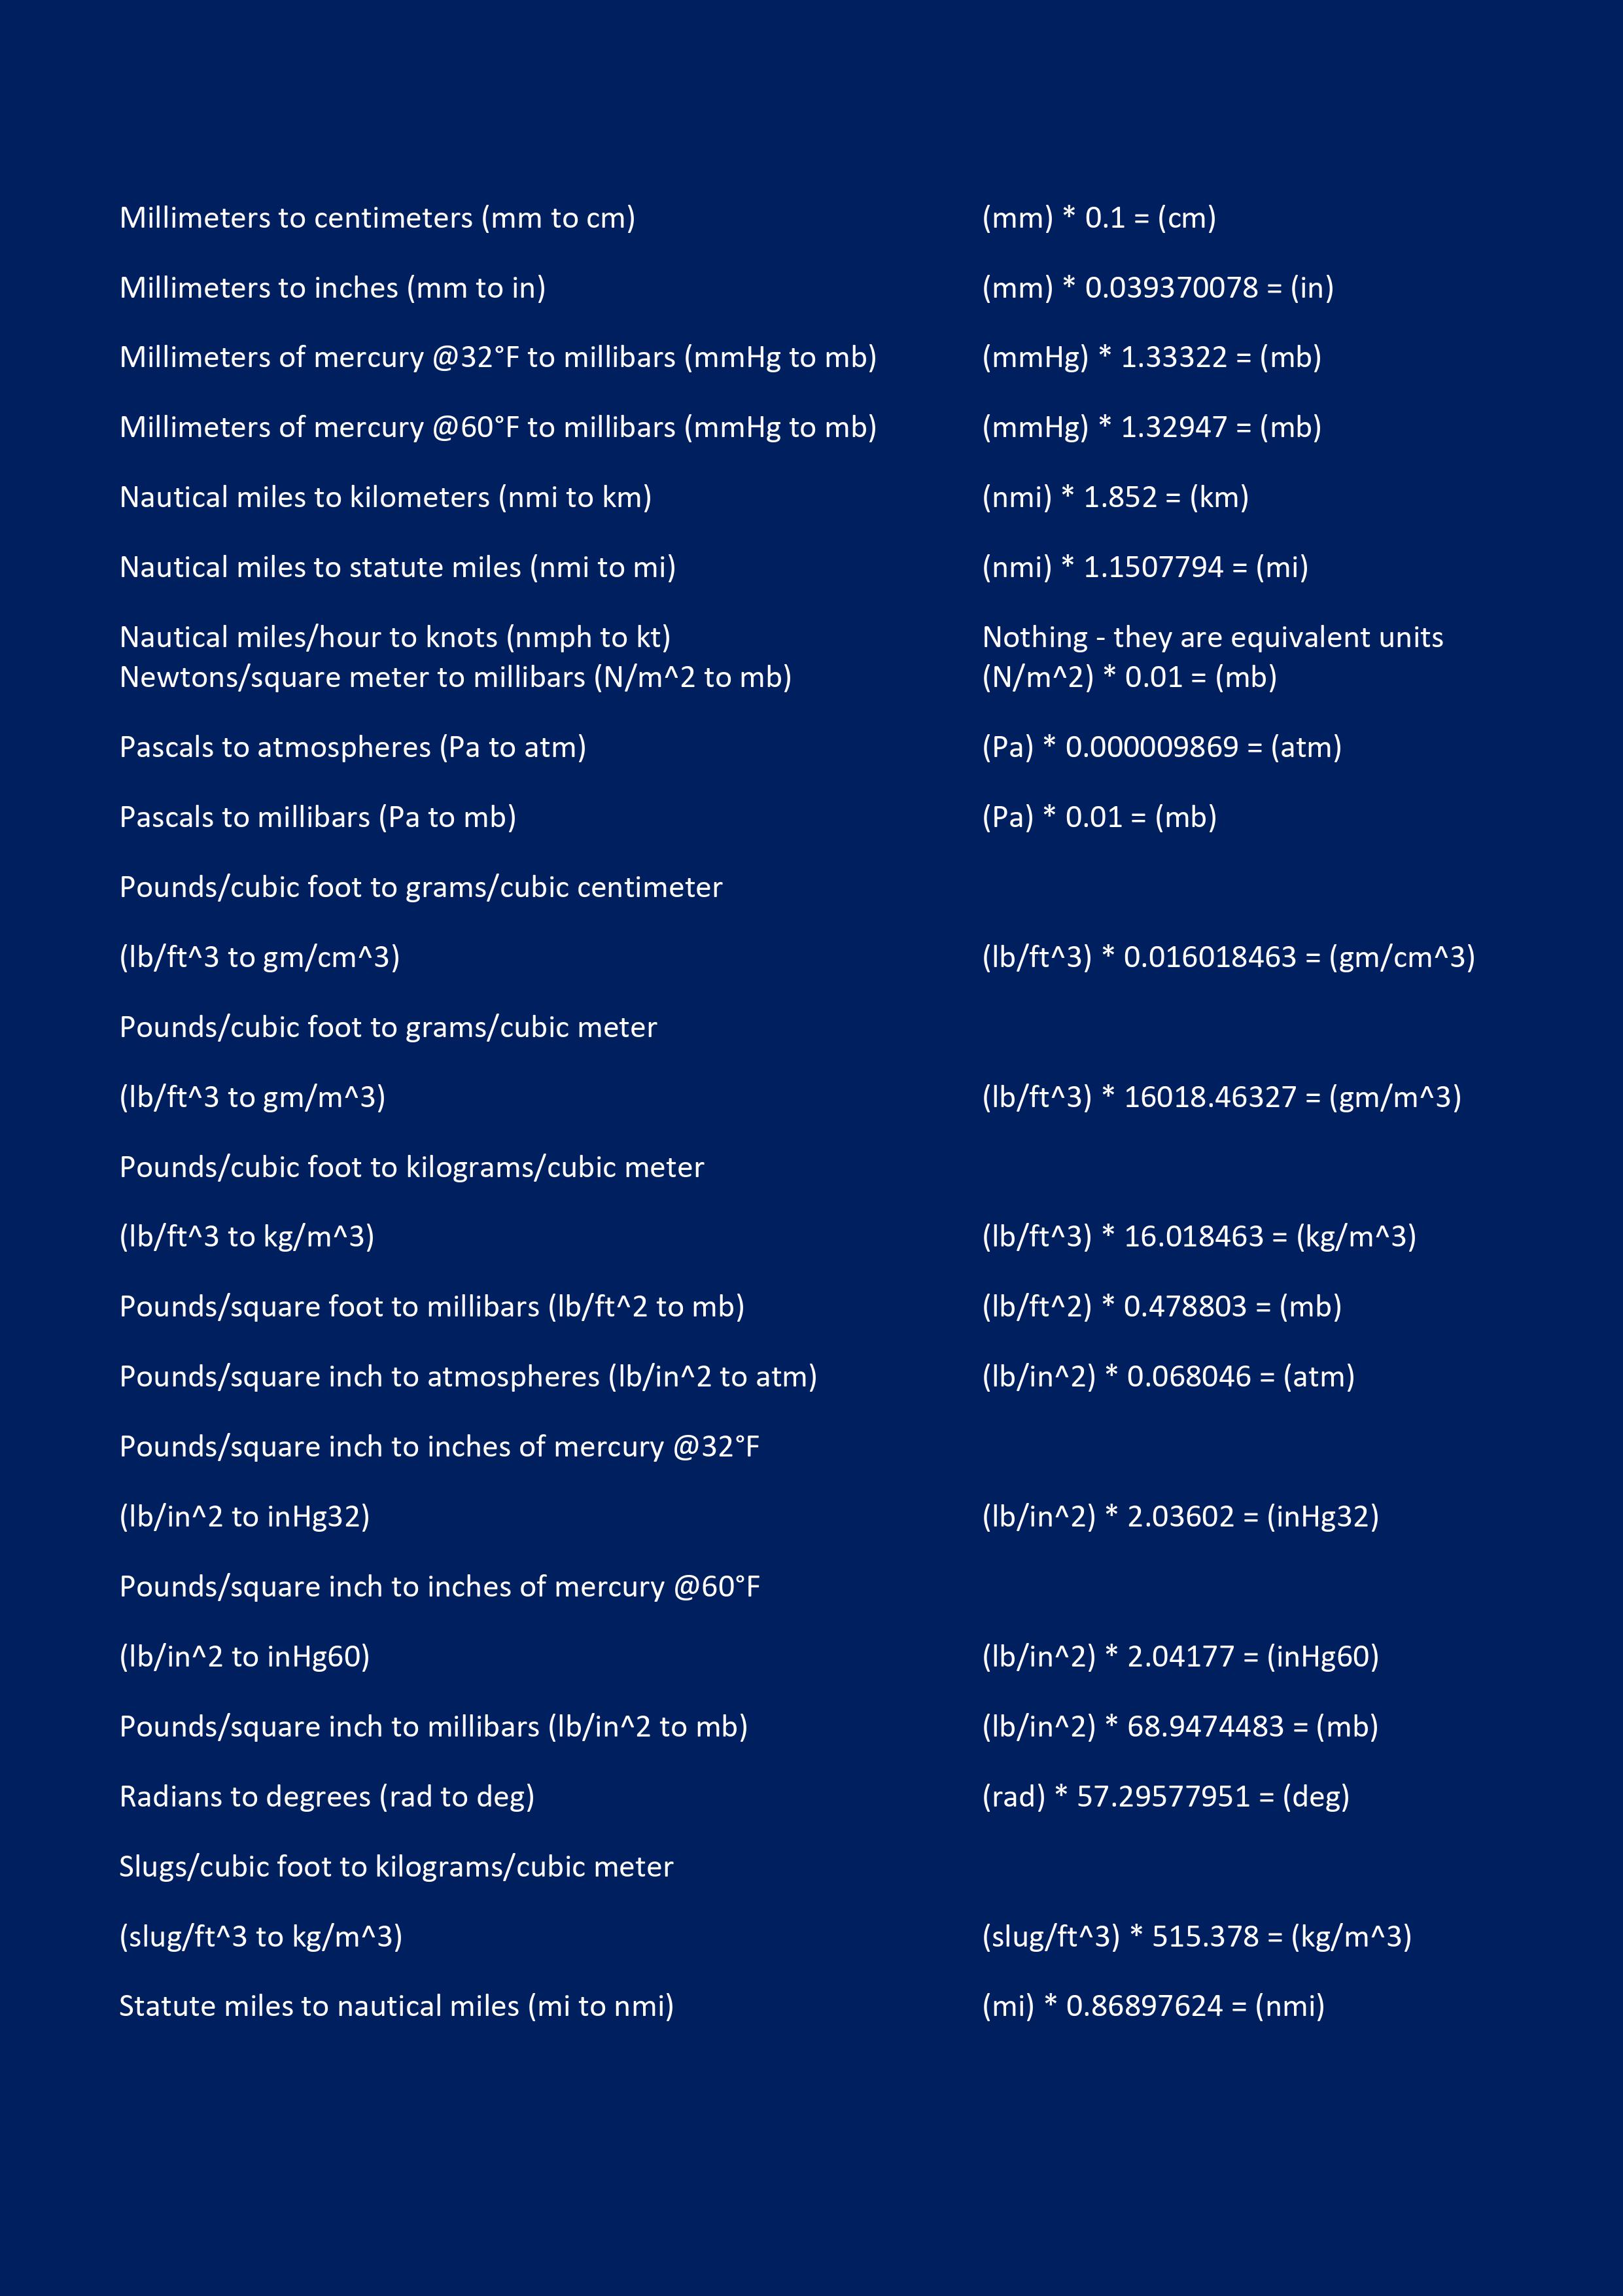 Millimeters to centimeters (mm to cm) (mm) * 0.1 = (cm)
Millimeters to inches (mm to in) (mm) * 0.039370078 = (in)
Millimeters of mercury @32°F to millibars (mmHg to mb) (mmHg) * 1.33322 = (mb)
Millimeters of mercury @60°F to millibars (mmHg to mb) (mmHg) * 1.32947 = (mb)
Nautical miles to kilometers (nmi to km) (nmi) * 1.852 = (km)
Nautical miles to statute miles (nmi to mi) (nmi) * 1.1507794 = (mi)
Nautical miles/hour to knots (nmph to kt) Nothing - they are equivalent units
Newtons/square meter to millibars (N/m^2 to mb) (N/m^2) * 0.01 = (mb)
Pascals to atmospheres (Pa to atm) (Pa) * 0.000009869 = (atm)
Pascals to millibars (Pa to mb) (Pa) * 0.01 = (mb)
Pounds/cubic foot to grams/cubic centimeter
(lb/ft^3 to gm/cm^3) (lb/ft^3) * 0.016018463 = (gm/cm^3)
Pounds/cubic foot to grams/cubic meter
(lb/ft^3 to gm/m^3) (lb/ft^3) * 16018.46327 = (gm/m^3)
Pounds/cubic foot to kilograms/cubic meter
(lb/ft^3 to kg/m^3) (lb/ft^3) * 16.018463 = (kg/m^3)
Pounds/square foot to millibars (lb/ft^2 to mb) (lb/ft^2) * 0.478803 = (mb)
Pounds/square inch to atmospheres (lb/in^2 to atm) (lb/in^2) * 0.068046 = (atm)
Pounds/square inch to inches of mercury @32°F
(lb/in^2 to inHg32) (lb/in^2) * 2.03602 = (inHg32)
Pounds/square inch to inches of mercury @60°F
(lb/in^2 to inHg60) (lb/in^2) * 2.04177 = (inHg60)
Pounds/square inch to millibars (lb/in^2 to mb) (lb/in^2) * 68.9474483 = (mb)
Radians to degrees (rad to deg) (rad) * 57.29577951 = (deg)
Slugs/cubic foot to kilograms/cubic meter
(slug/ft^3 to kg/m^3) (slug/ft^3) * 515.378 = (kg/m^3)
Statute miles to nautical miles (mi to nmi) (mi) * 0.86897624 = (nmi)